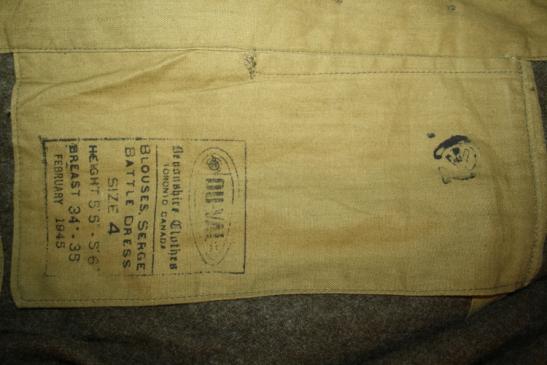 DU-VAL
Devonshire Clothes
TORONTO CANADA
BLOUSES, SERGE
BATTLE DRESS
SIZE 4
HEIGHT 5'5"-5'6"
BREAST 34"-35
FEBRUARY 1945